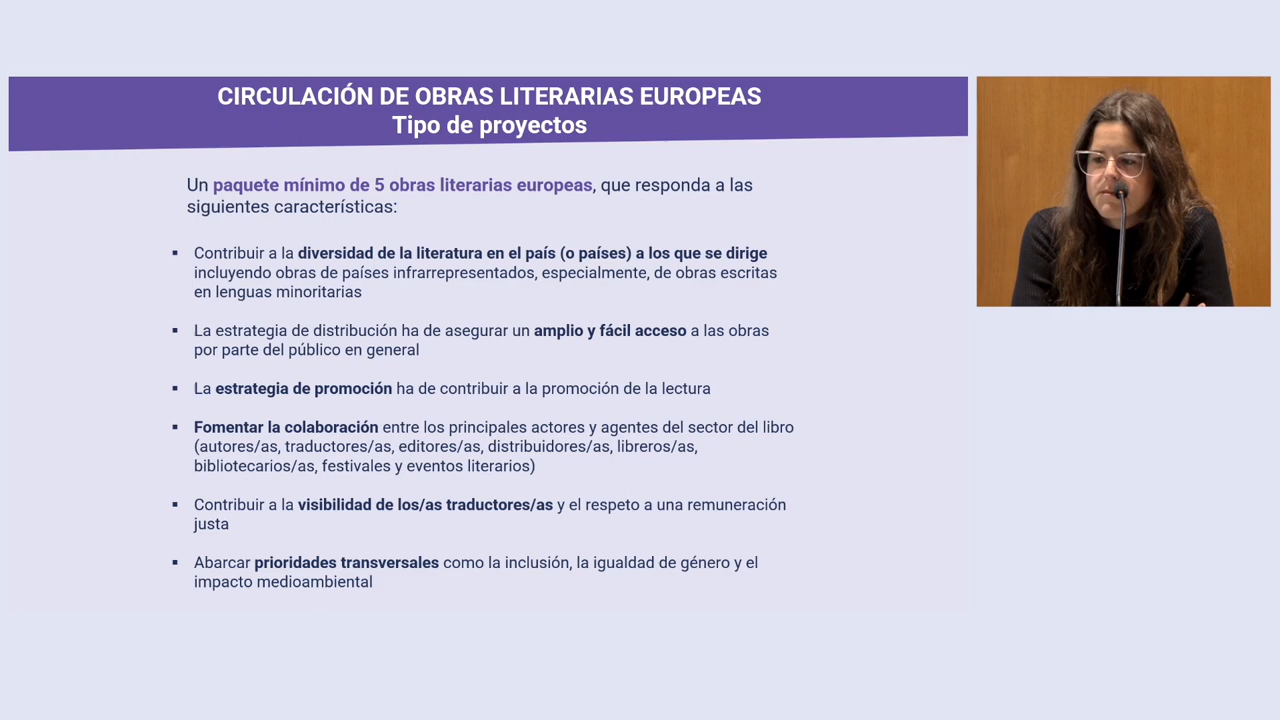 CIRCULACIÓN DE OBRAS LITERARIAS EUROPEAS
Tipo de proyectos
Un paquete mínimo de 5 obras literarias europeas, que responda a las
siguientes características:
▪ Contribuir a la diversidad de la literatura en el país (o países) a los que se dirige
incluyendo obras de países infrarrepresentados, especialmente, de obras escritas
en lenguas minoritarias
▪ La estrategia de distribución ha de asegurar un amplio y fácil acceso a las obras
por parte del público en general
▪ La estrategia de promoción ha de contribuir a la promoción de la lectura
▪ Fomentar la colaboración entre los principales actores y agentes del sector del libro
(autores/as, traductores/as, editores/as, distribuidores/as, libreros/as,
bibliotecarios/as, festivales y eventos literarios)
▪ Contribuir a la visibilidad de los/as traductores/as y el respeto a una remuneración
justa
▪ Abarcar prioridades transversales como la inclusión, la igualdad de género y el
impacto medioambiental